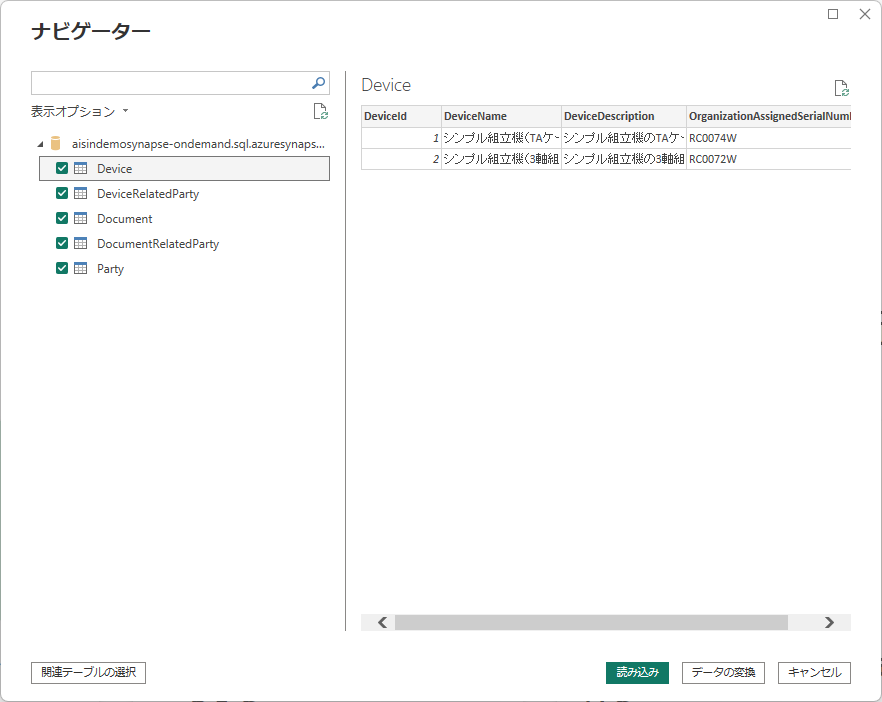 ナビゲーター
表示オプション
aisindemosynapse-ondemand.sql.azuresynaps...
Device
DeviceRelatedParty
Document
DocumentRelatedParty
Party
Device
DeviceId DeviceName DeviceDescription OrganizationAssignedSerialNuml
1 シンプル組立機(TAケ- シンプル組立機のTAケ- RC0074W
2 シンプル組立機(3軸組 シンプル組立機の3軸組 RC0072W
関連テーブルの選択
読み込み
データの変換
キャンセル